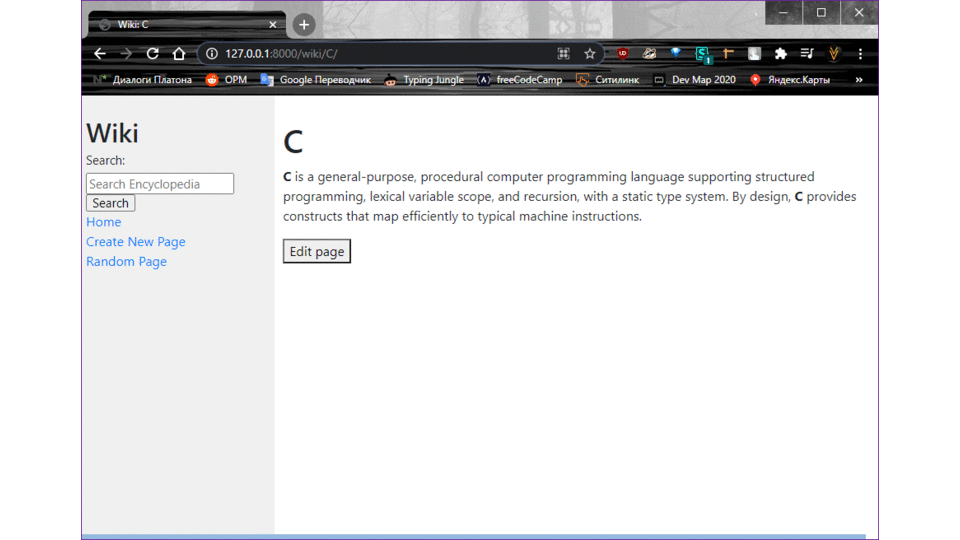 Wiki: C
127.0.0.1:8000/wiki/C/
Диалоги Платона OPM Google Переводчик Typing Jungle freeCodeCamp Ситилинк Dev Map 2020 Яндекс.Карты »
Wiki
Search:
Search Encyclopedia
Search
Home
Create New Page
Random Page
C
C is a general-purpose, procedural computer programming language supporting structured
programming, lexical variable scope, and recursion, with a static type system. By design, C provides
constructs that map efficiently to typical machine instructions.
Edit page